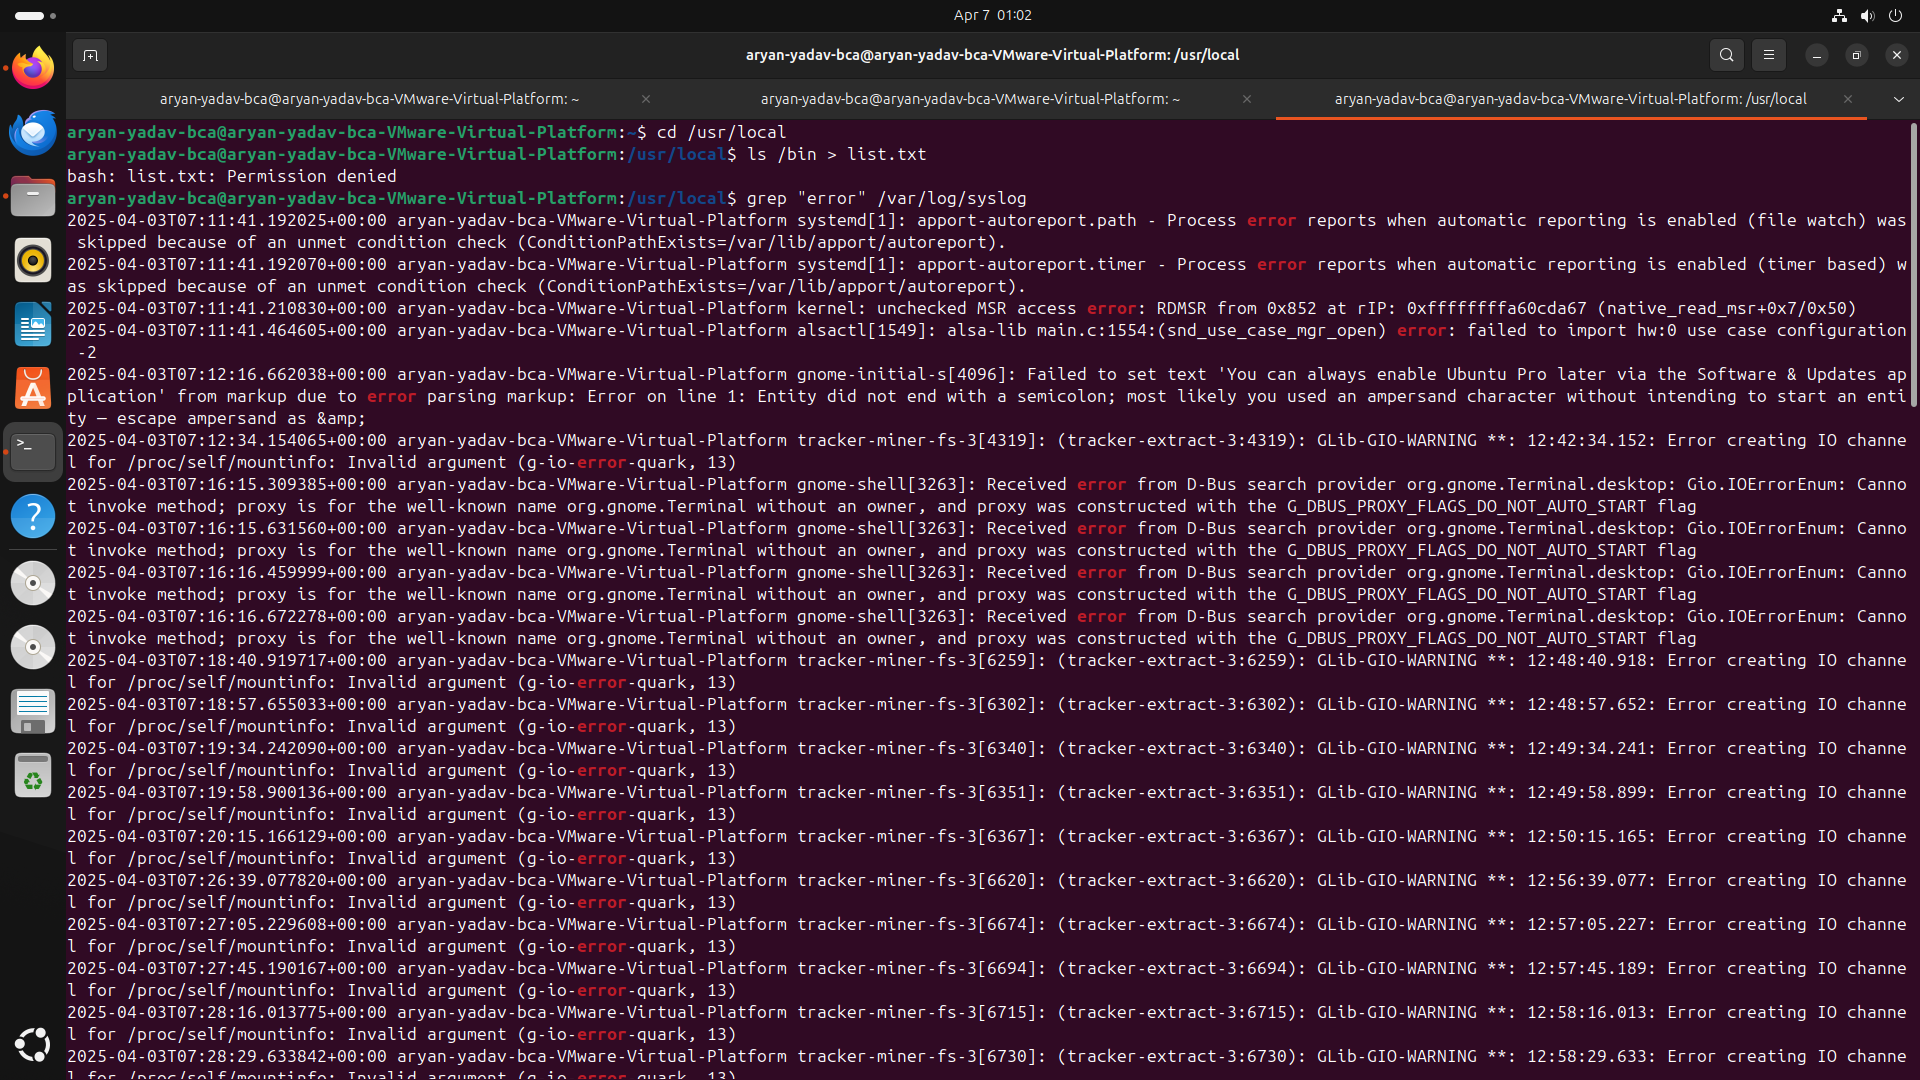 Apr 7 01:02
aryan-yadav-bca@aryan-yadav-bca-VMware-Virtual-Platform: /usr/local
aryan-yadav-bca@aryan-yadav-bca-VMware-Virtual-Platform: ~
aryan-yadav-bca@aryan-yadav-bca-VMware-Virtual-Platform: ~
aryan-yadav-bca@aryan-yadav-bca-VMware-Virtual-Platform: /usr/local
aryan-yadav-bca@aryan-yadav-bca-VMware-Virtual-Platform:~$ cd /usr/local
aryan-yadav-bca@aryan-yadav-bca-VMware-Virtual-Platform:/usr/local$ ls /bin > list.txt
bash: list.txt: Permission denied
aryan-yadav-bca@aryan-yadav-bca-VMware-Virtual-Platform:/usr/local$ grep "error" /var/log/syslog
2025-04-03T07:11:41.192025+00:00 aryan-yadav-bca-VMware-Virtual-Platform systemd[1]: apport-autoreport.path - Process error reports when automatic reporting is enabled (file watch) was
 skipped because of an unmet condition check (ConditionPathExists=/var/lib/apport/autoreport).
2025-04-03T07:11:41.192070+00:00 aryan-yadav-bca-VMware-Virtual-Platform systemd[1]: apport-autoreport.timer - Process error reports when automatic reporting is enabled (timer based) w
as skipped because of an unmet condition check (ConditionPathExists=/var/lib/apport/autoreport).
2025-04-03T07:11:41.210830+00:00 aryan-yadav-bca-VMware-Virtual-Platform kernel: unchecked MSR access error: RDMSR from 0x852 at rIP: 0xffffffffa60cda67 (native_read_msr+0x7/0x50)
2025-04-03T07:11:41.464605+00:00 aryan-yadav-bca-VMware-Virtual-Platform alsactl[1549]: alsa-lib main.c:1554:(snd_use_case_mgr_open) error: failed to import hw:0 use case configuration
 -2
2025-04-03T07:12:16.662038+00:00 aryan-yadav-bca-VMware-Virtual-Platform gnome-initial-s[4096]: Failed to set text 'You can always enable Ubuntu Pro later via the Software & Updates ap
plication' from markup due to error parsing markup: Error on line 1: Entity did not end with a semicolon; most likely you used an ampersand character without intending to start an enti
ty — escape ampersand as &amp;
2025-04-03T07:12:34.154065+00:00 aryan-yadav-bca-VMware-Virtual-Platform tracker-miner-fs-3[4319]: (tracker-extract-3:4319): GLib-GIO-WARNING **: 12:42:34.152: Error creating IO channe
l for /proc/self/mountinfo: Invalid argument (g-io-error-quark, 13)
2025-04-03T07:16:15.309385+00:00 aryan-yadav-bca-VMware-Virtual-Platform gnome-shell[3263]: Received error from D-Bus search provider org.gnome.Terminal.desktop: Gio.IOErrorEnum: Canno
t invoke method; proxy is for the well-known name org.gnome.Terminal without an owner, and proxy was constructed with the G_DBUS_PROXY_FLAGS_DO_NOT_AUTO_START flag
2025-04-03T07:16:15.631560+00:00 aryan-yadav-bca-VMware-Virtual-Platform gnome-shell[3263]: Received error from D-Bus search provider org.gnome.Terminal.desktop: Gio.IOErrorEnum: Canno
t invoke method; proxy is for the well-known name org.gnome.Terminal without an owner, and proxy was constructed with the G_DBUS_PROXY_FLAGS_DO_NOT_AUTO_START flag
2025-04-03T07:16:16.459999+00:00 aryan-yadav-bca-VMware-Virtual-Platform gnome-shell[3263]: Received error from D-Bus search provider org.gnome.Terminal.desktop: Gio.IOErrorEnum: Canno
t invoke method; proxy is for the well-known name org.gnome.Terminal without an owner, and proxy was constructed with the G_DBUS_PROXY_FLAGS_DO_NOT_AUTO_START flag
2025-04-03T07:16:16.672278+00:00 aryan-yadav-bca-VMware-Virtual-Platform gnome-shell[3263]: Received error from D-Bus search provider org.gnome.Terminal.desktop: Gio.IOErrorEnum: Canno
t invoke method; proxy is for the well-known name org.gnome.Terminal without an owner, and proxy was constructed with the G_DBUS_PROXY_FLAGS_DO_NOT_AUTO_START flag
2025-04-03T07:18:40.919717+00:00 aryan-yadav-bca-VMware-Virtual-Platform tracker-miner-fs-3[6259]: (tracker-extract-3:6259): GLib-GIO-WARNING **: 12:48:40.918: Error creating IO channe
l for /proc/self/mountinfo: Invalid argument (g-io-error-quark, 13)
2025-04-03T07:18:57.655033+00:00 aryan-yadav-bca-VMware-Virtual-Platform tracker-miner-fs-3[6302]: (tracker-extract-3:6302): GLib-GIO-WARNING **: 12:48:57.652: Error creating IO channe
l for /proc/self/mountinfo: Invalid argument (g-io-error-quark, 13)
2025-04-03T07:19:34.242090+00:00 aryan-yadav-bca-VMware-Virtual-Platform tracker-miner-fs-3[6340]: (tracker-extract-3:6340): GLib-GIO-WARNING **: 12:49:34.241: Error creating IO channe
l for /proc/self/mountinfo: Invalid argument (g-io-error-quark, 13)
2025-04-03T07:19:58.900136+00:00 aryan-yadav-bca-VMware-Virtual-Platform tracker-miner-fs-3[6351]: (tracker-extract-3:6351): GLib-GIO-WARNING **: 12:49:58.899: Error creating IO channe
l for /proc/self/mountinfo: Invalid argument (g-io-error-quark, 13)
2025-04-03T07:20:15.166129+00:00 aryan-yadav-bca-VMware-Virtual-Platform tracker-miner-fs-3[6367]: (tracker-extract-3:6367): GLib-GIO-WARNING **: 12:50:15.165: Error creating IO channe
l for /proc/self/mountinfo: Invalid argument (g-io-error-quark, 13)
2025-04-03T07:26:39.077820+00:00 aryan-yadav-bca-VMware-Virtual-Platform tracker-miner-fs-3[6620]: (tracker-extract-3:6620): GLib-GIO-WARNING **: 12:56:39.077: Error creating IO channe
l for /proc/self/mountinfo: Invalid argument (g-io-error-quark, 13)
2025-04-03T07:27:05.229608+00:00 aryan-yadav-bca-VMware-Virtual-Platform tracker-miner-fs-3[6674]: (tracker-extract-3:6674): GLib-GIO-WARNING **: 12:57:05.227: Error creating IO channe
l for /proc/self/mountinfo: Invalid argument (g-io-error-quark, 13)
2025-04-03T07:27:45.190167+00:00 aryan-yadav-bca-VMware-Virtual-Platform tracker-miner-fs-3[6694]: (tracker-extract-3:6694): GLib-GIO-WARNING **: 12:57:45.189: Error creating IO channe
l for /proc/self/mountinfo: Invalid argument (g-io-error-quark, 13)
2025-04-03T07:28:16.013775+00:00 aryan-yadav-bca-VMware-Virtual-Platform tracker-miner-fs-3[6715]: (tracker-extract-3:6715): GLib-GIO-WARNING **: 12:58:16.013: Error creating IO channe
l for /proc/self/mountinfo: Invalid argument (g-io-error-quark, 13)
2025-04-03T07:28:29.633842+00:00 aryan-yadav-bca-VMware-Virtual-Platform tracker-miner-fs-3[6730]: (tracker-extract-3:6730): GLib-GIO-WARNING **: 12:58:29.633: Error creating IO channe
l for /proc/self/mountinfo: Invalid argument (g-io-error-quark, 13)